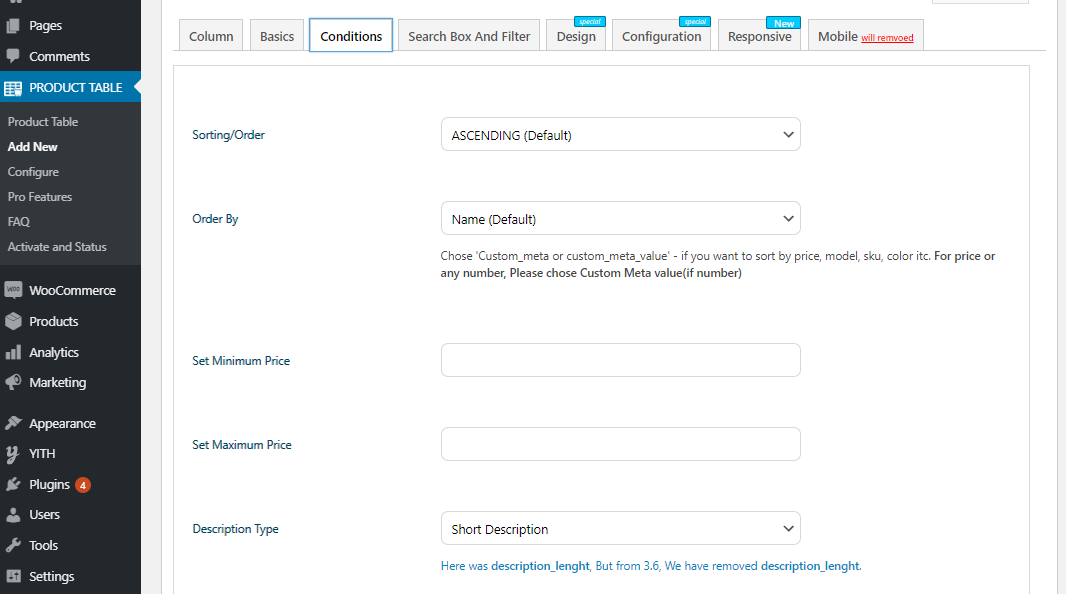 Pages
Comments
PRODUCT TABLE
Product Table
Add New
Configure
Pro Features
FAQ
Activate and Status
WooCommerce
Products
Analytics
Marketing
Appearance
YITH
Plugins 4
Users
Tools
Settings
Column
Basics
Conditions
Search Box And Filter
special
Design
special
Configuration
New
Responsive
Mobile will remvoed
Sorting/Order
ASCENDING (Default)
Order By
Name (Default)
Chose 'Custom_meta or custom_meta_value' - if you want to sort by price, model, sku, color itc. For price or
any number, Please chose Custom Meta value(if number)
Set Minimum Price
Set Maximum Price
Description Type
Short Description
Here was description_lenght, But from 3.6, We have removed description_lenght.